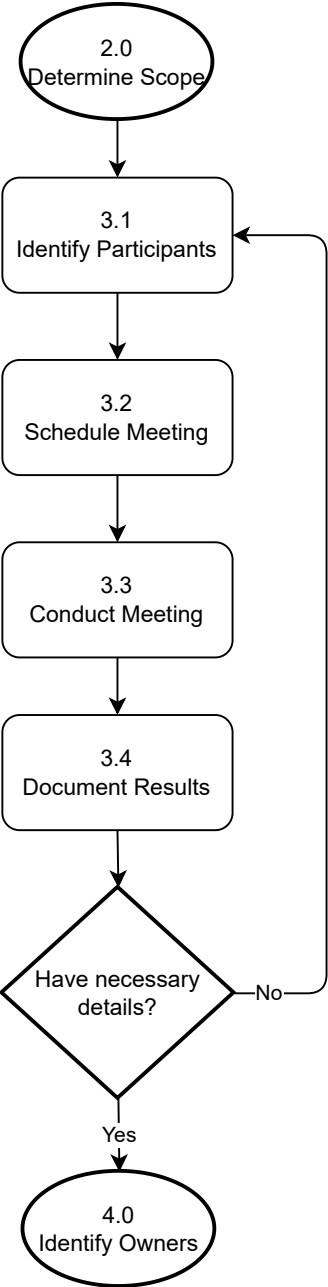 2.0
Determine Scope
3.1
Identify Participants
3.2
Schedule Meeting
3.3
Conduct Meeting
3.4
Document Results
Have necessary
details?
No
Yes
4.0
Identify Owners